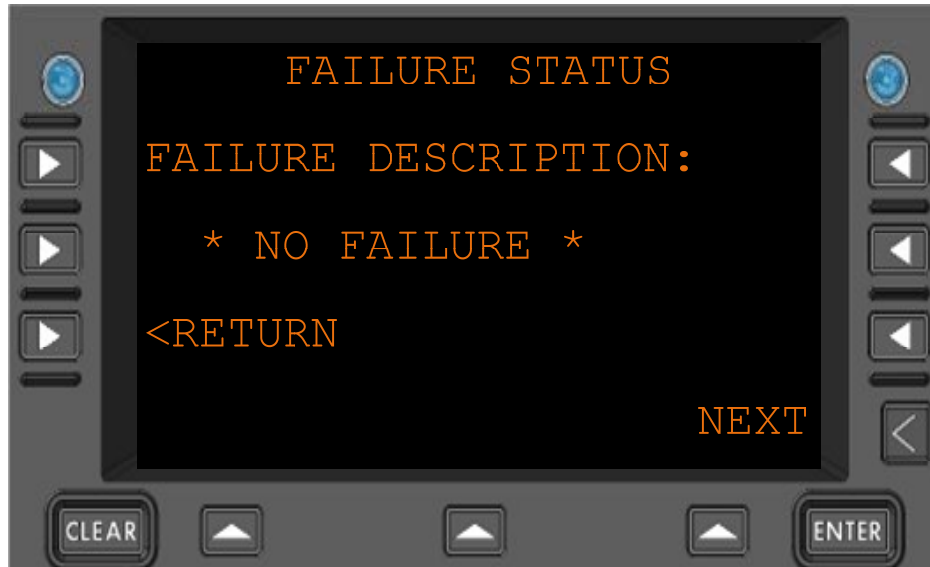 FAILURE STATUS
FAILURE DESCRIPTION:
* NO FAILURE *
<RETURN
NEXT
CLEAR
ENTER